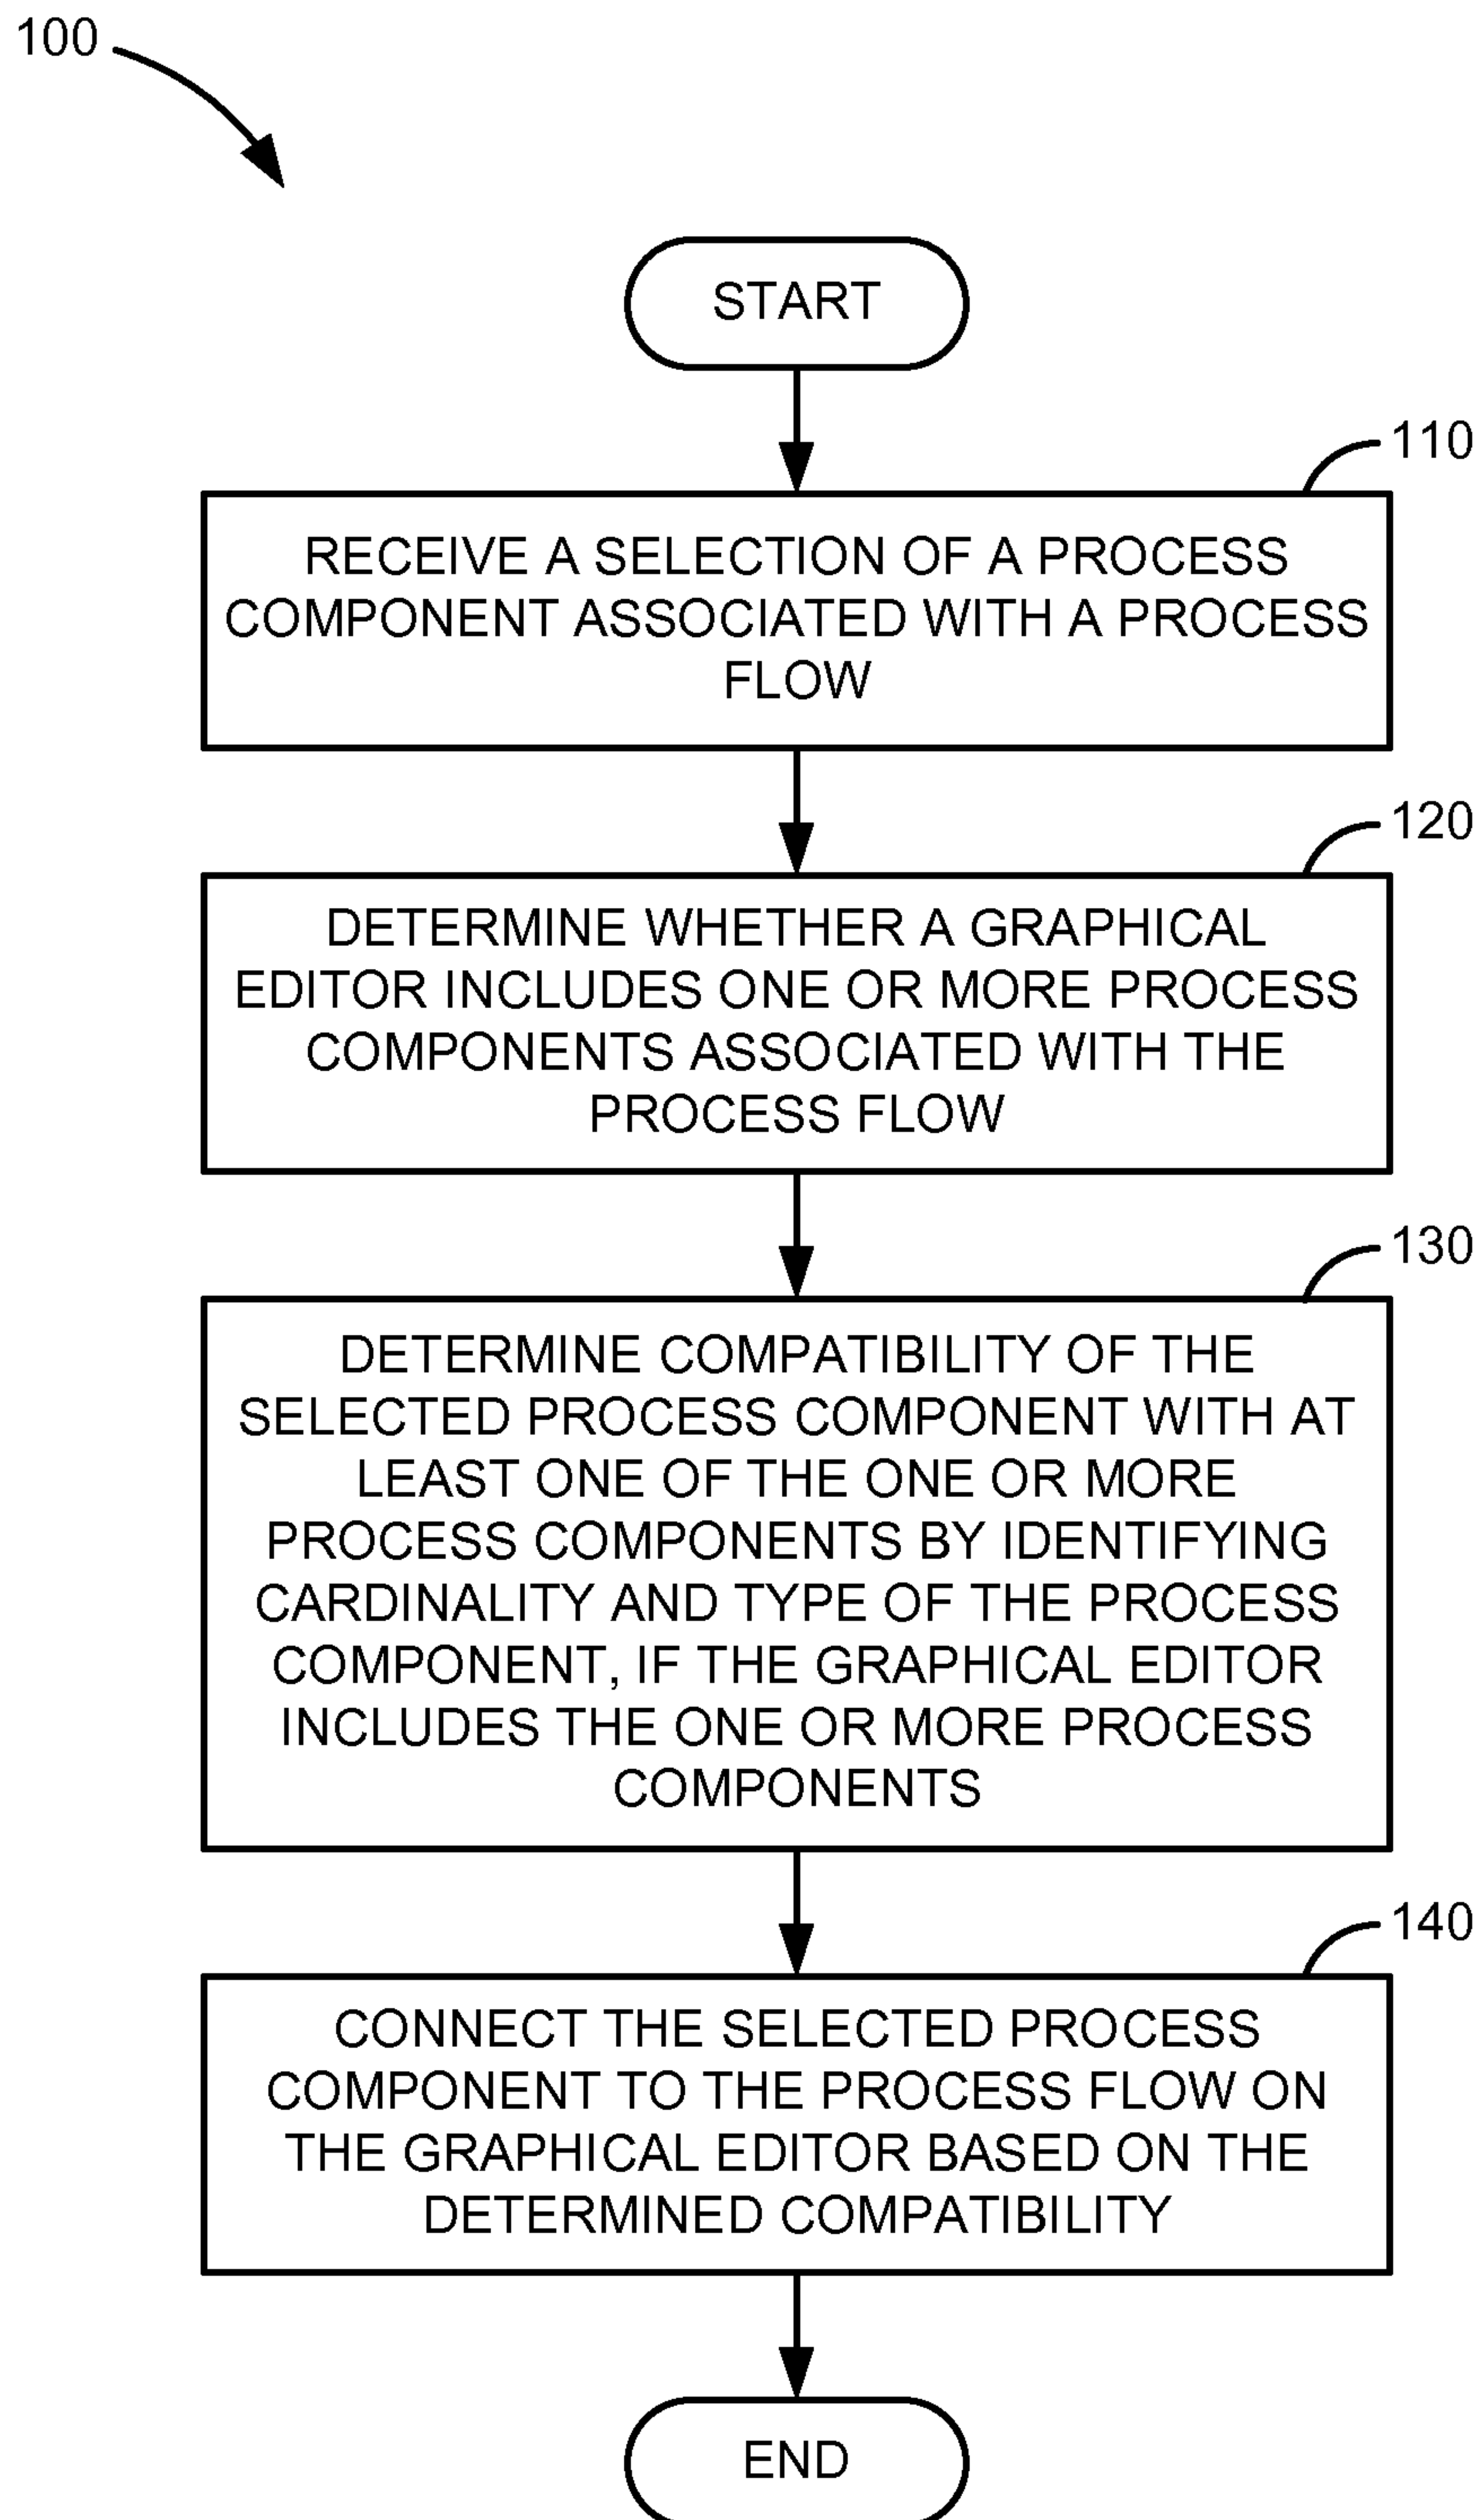 100
START
110
RECEIVE A SELECTION OF A PROCESS
COMPONENT ASSOCIATED WITH A PROCESS
FLOW
120
DETERMINE WHETHER A GRAPHICAL
EDITOR INCLUDES ONE OR MORE PROCESS
COMPONENTS ASSOCIATED WITH THE
PROCESS FLOW
130
DETERMINE COMPATIBILITY OF THE
SELECTED PROCESS COMPONENT WITH AT
LEAST ONE OF THE ONE OR MORE
PROCESS COMPONENTS BY IDENTIFYING
CARDINALITY AND TYPE OF THE PROCESS
COMPONENT, IF THE GRAPHICAL EDITOR
INCLUDES THE ONE OR MORE PROCESS
COMPONENTS
140
CONNECT THE SELECTED PROCESS
COMPONENT TO THE PROCESS FLOW ON
THE GRAPHICAL EDITOR BASED ON THE
DETERMINED COMPATIBILITY
END